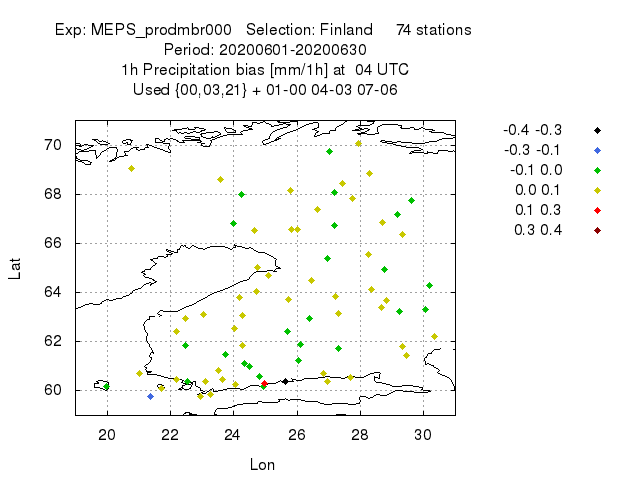 Exp: MEPS_prodmbr000 Selection: Finland 74 stations
Period: 20200601-20200630
1h Precipitation bias [mm/1h] at 04 UTC
Used {00,03,21} + 01-00 04-03 07-06
-0.4 -0.3
-0.3 -0.1
-0.1 0.0
0.0 0.1
0.1 0.3
0.3 0.4
Lat
70
68
66
64
62
60
20 22 24 26 28 30
Lon